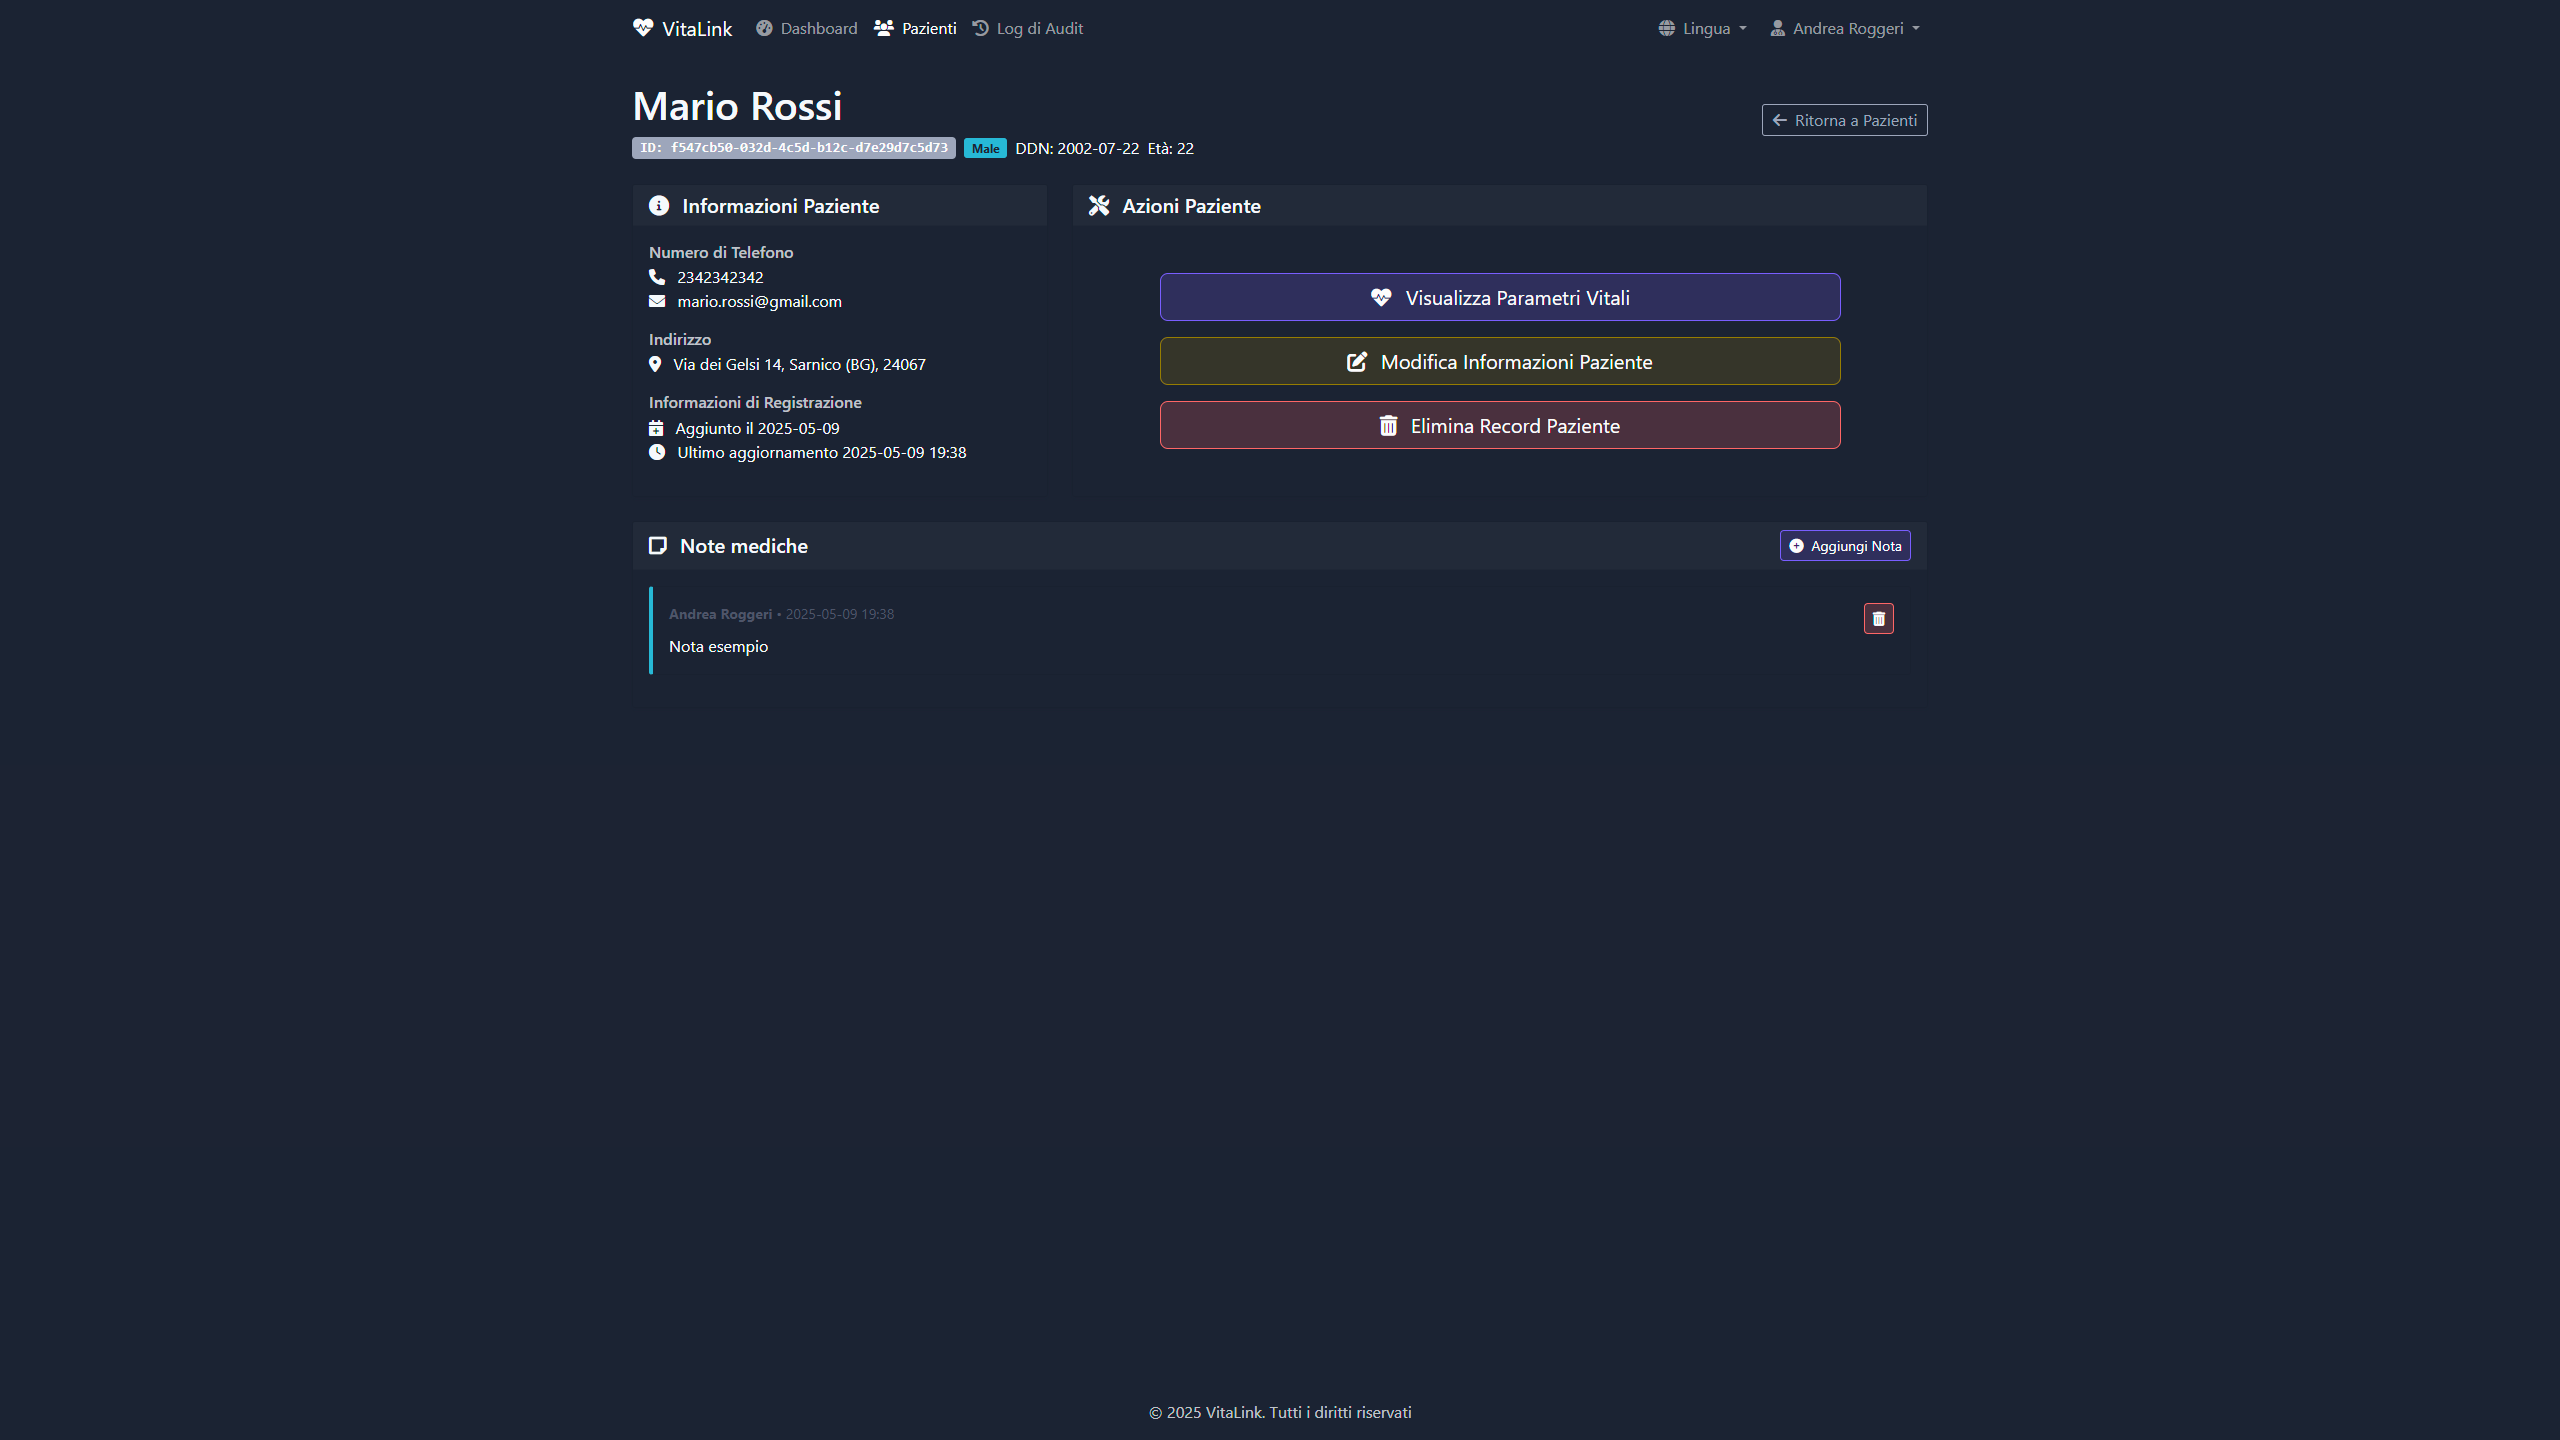 VitaLink Dashboard Pazienti Log di Audit Lingua Andrea Roggeri
Mario Rossi
Ritorna a Pazienti
ID: f547cb50-032d-4c5d-b12c-d7e29d7c5d73 Male DDN: 2002-07-22 Età: 22
Informazioni Paziente
Numero di Telefono
2342342342
mario.rossi@gmail.com
Indirizzo
Via dei Gelsi 14, Sarnico (BG), 24067
Informazioni di Registrazione
Aggiunto il 2025-05-09
Ultimo aggiornamento 2025-05-09 19:38
Azioni Paziente
Visualizza Parametri Vitali
Modifica Informazioni Paziente
Elimina Record Paziente
Note mediche
Aggiungi Nota
Andrea Roggeri • 2025-05-09 19:38
Nota esempio
© 2025 VitaLink. Tutti i diritti riservati